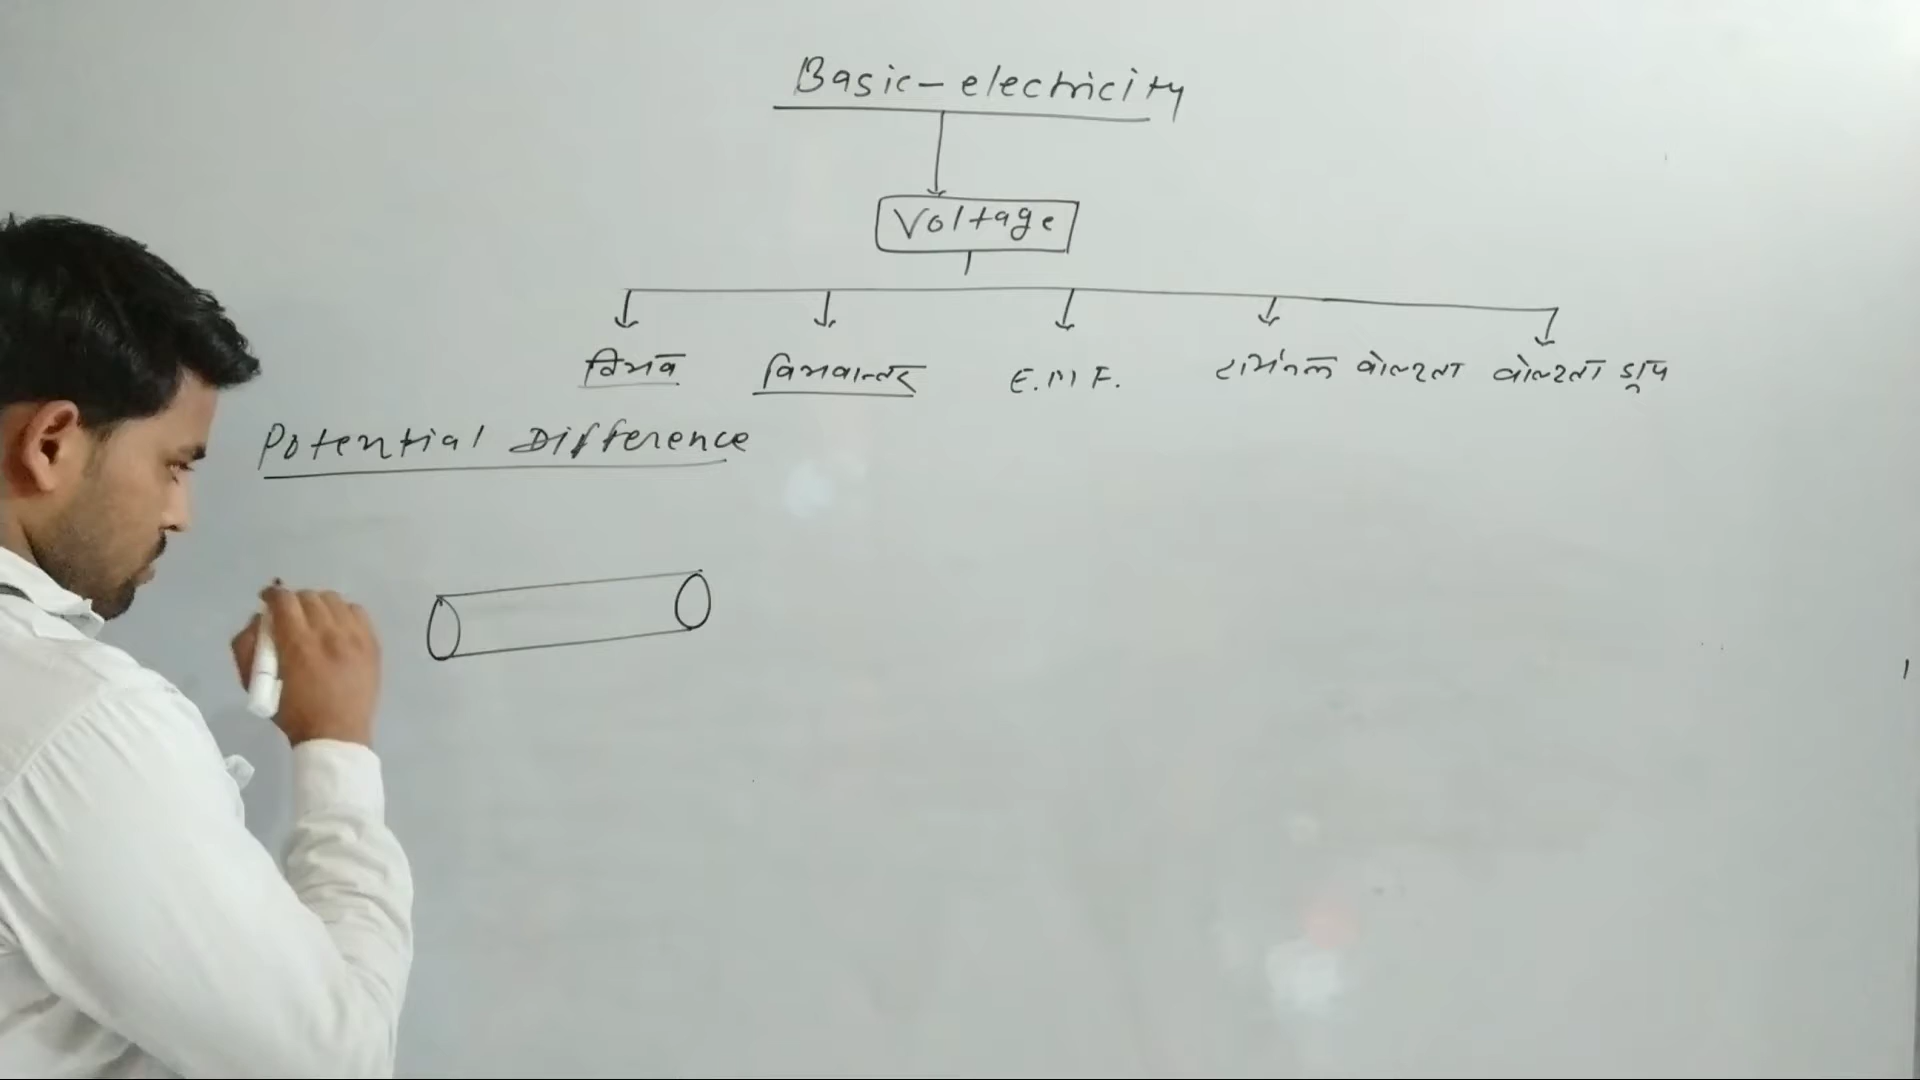 Basic-electricity
Voltage
विभव विभवान्तर E.M.F. टर्मिनल वोल्टता वोल्टता ड्रॉप
Potential Difference